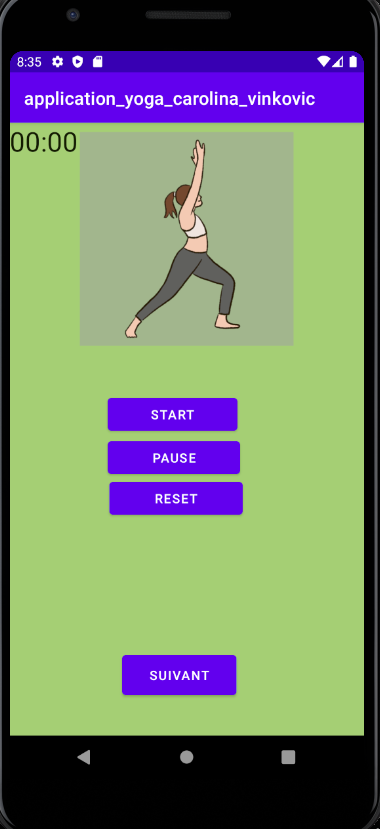 8:35
application_yoga_carolina_vinkovic
00:00
START
PAUSE
RESET
SUIVANT